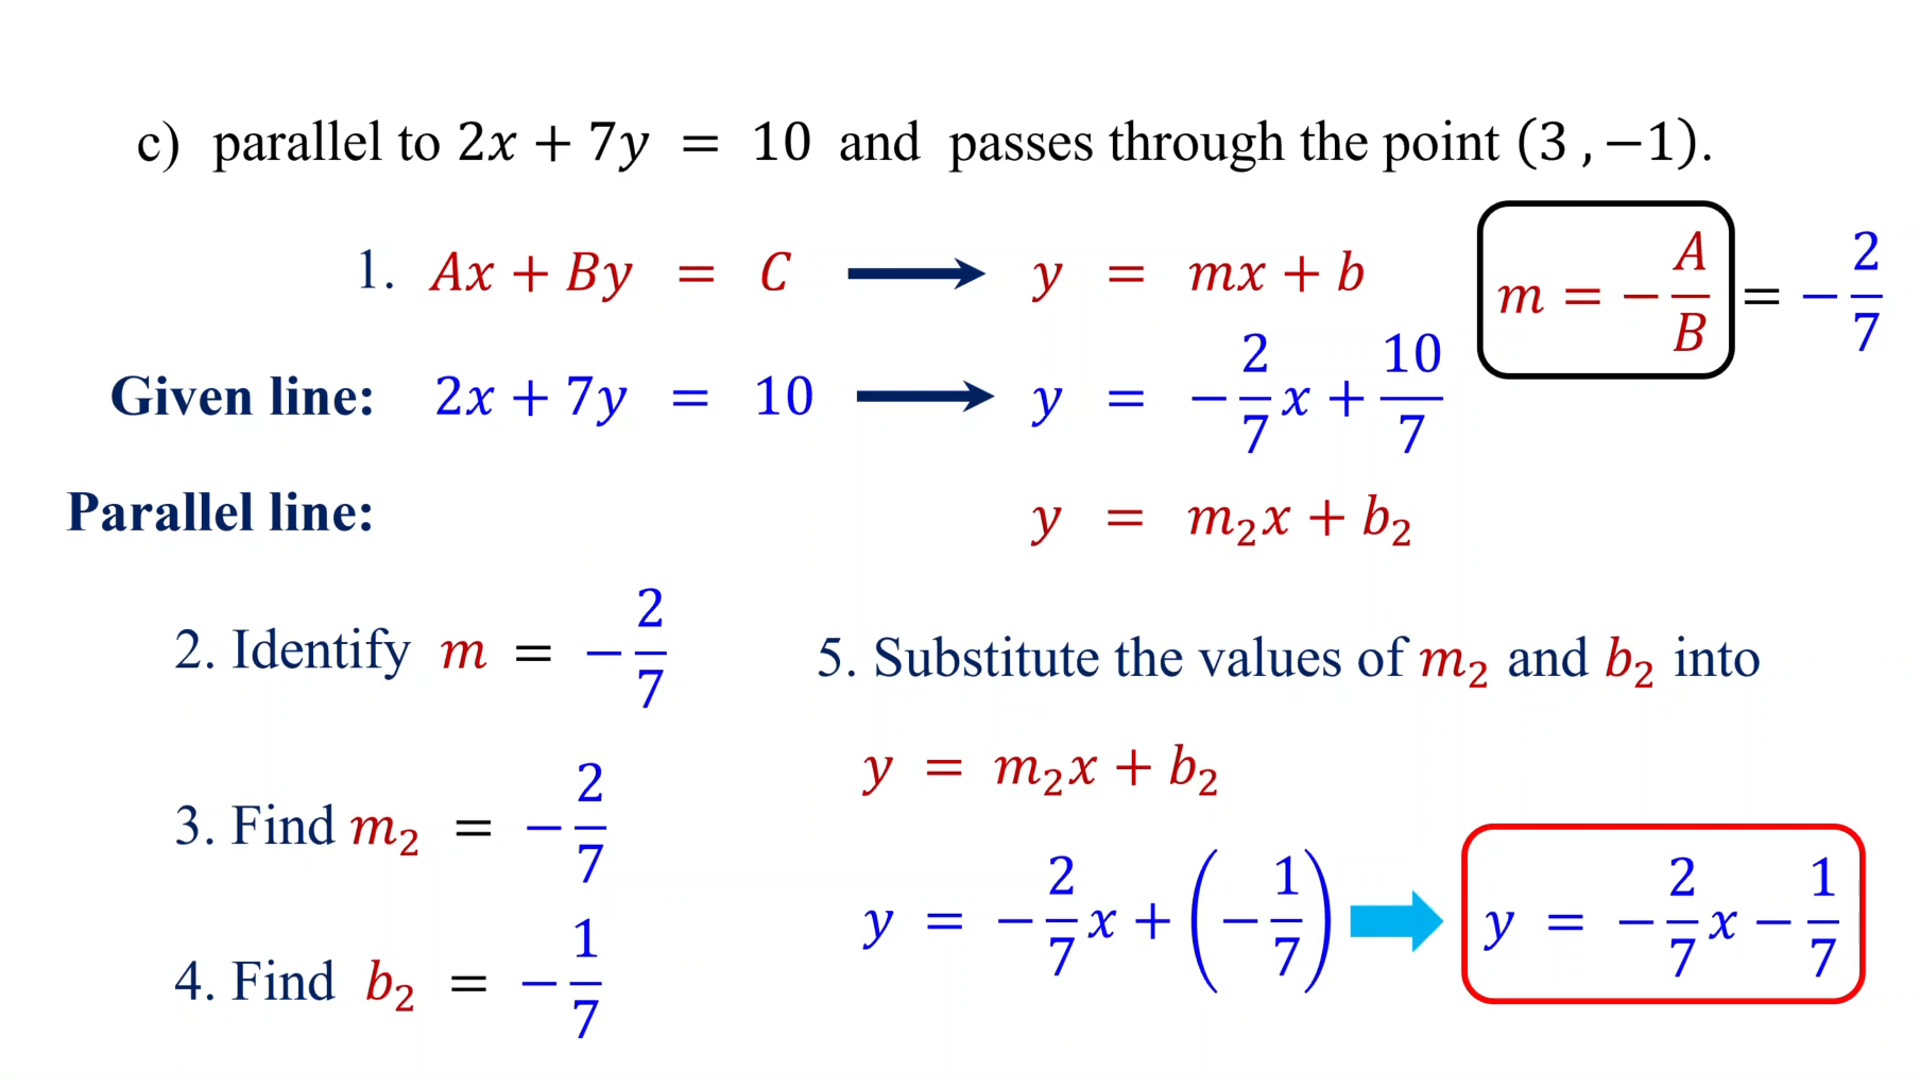 c) parallel to 2x + 7y = 10 and passes through the point (3 , −1).
1. Ax + By = C ⟶ y = mx + b
m = −A/B = −2/7
Given line: 2x + 7y = 10 ⟶ y = −2/7 x + 10/7
Parallel line: y = m₂x + b₂
2. Identify m = −2/7
3. Find m₂ = −2/7
4. Find b₂ = −1/7
5. Substitute the values of m₂ and b₂ into
y = m₂x + b₂
y = −2/7 x + (−1/7)
y = −2/7 x − 1/7